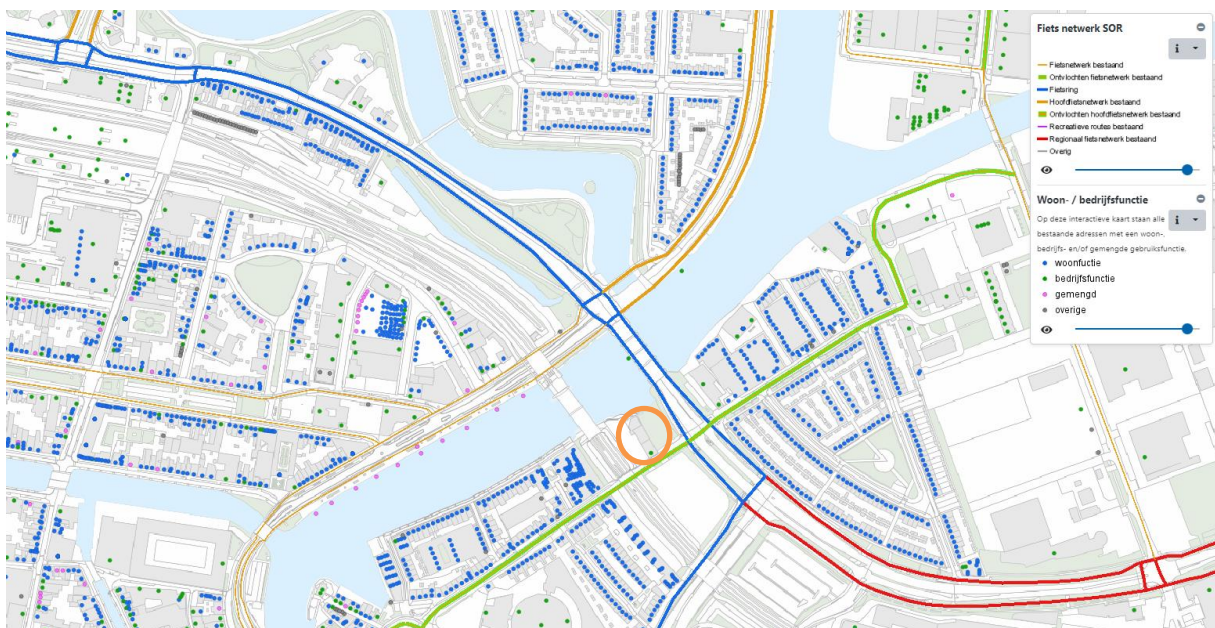 Fiets netwerk SOR
i
Fietsnetwerk bestaand
Ontvlochten fietsnetwerk bestaand
Fietsring
Hoofdfietsnetwerk bestaand
Ontvlochten hoofdfietsnetwerk bestaand
Recreatieve routes bestaand
Regionaal fietsnetwerk bestaand
Overig
Woon- / bedrijfsfunctie
i
Op deze interactieve kaart staan alle
bestaande adressen met een woon-,
bedrijfs- en/of gemengde gebruiksfunctie.
woonfuctie
bedrijfsfunctie
gemengd
overige